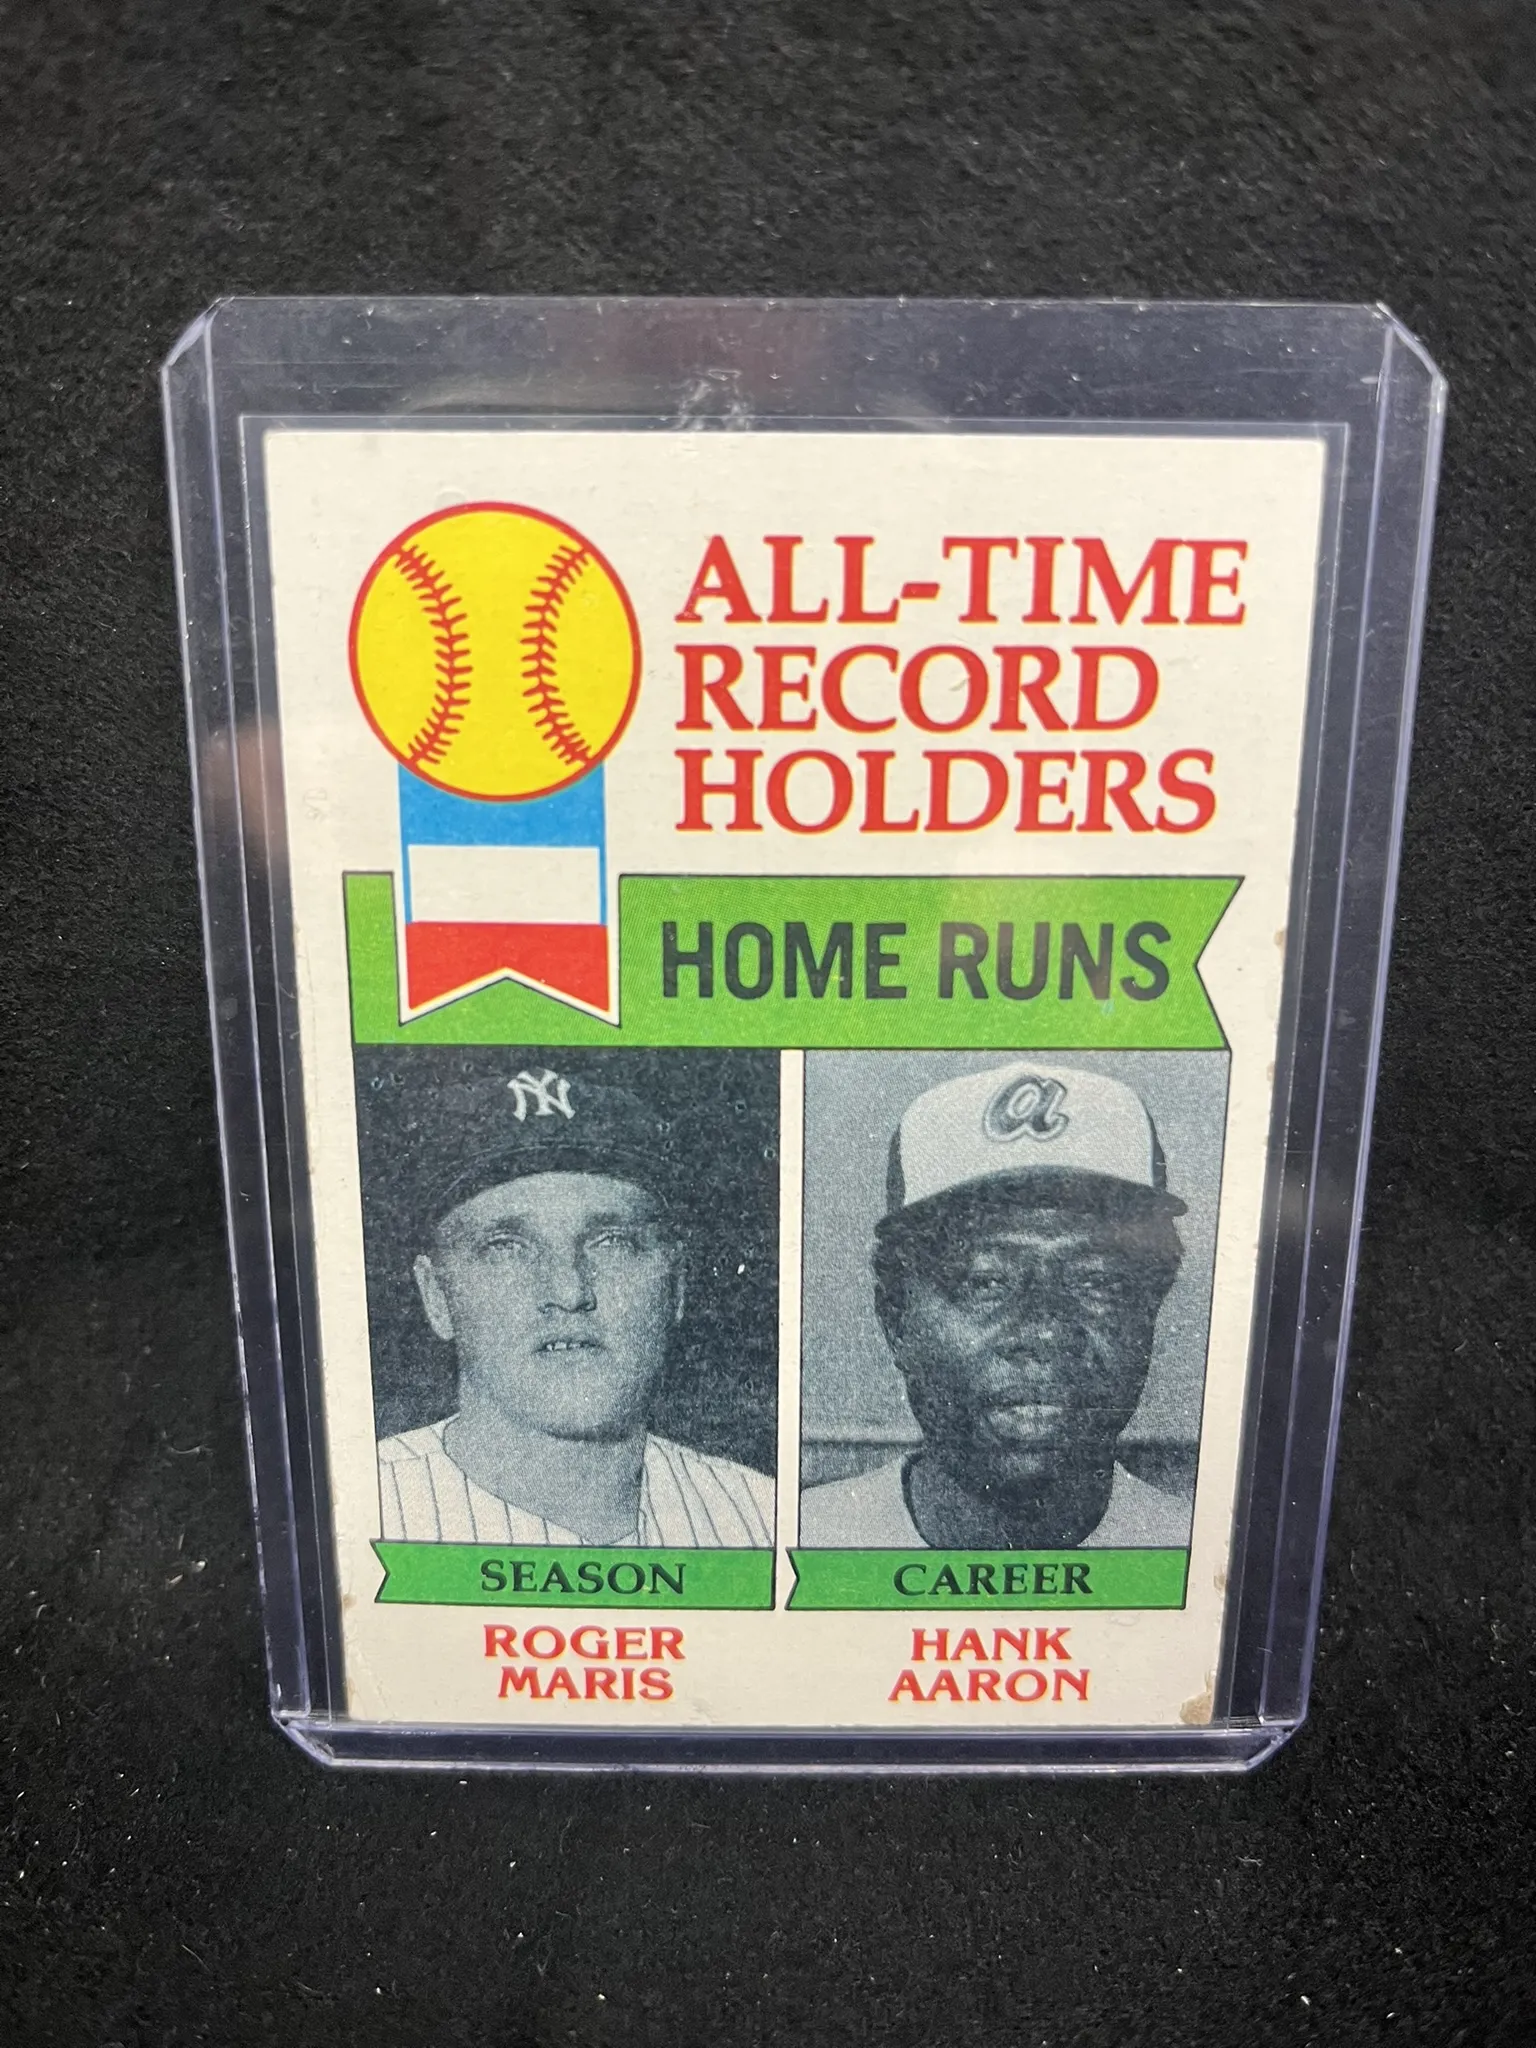 ALL-TIME
RECORD
HOLDERS
HOME RUNS
NY
a
SEASON
CAREER
ROGER
MARIS
HANK
AARON